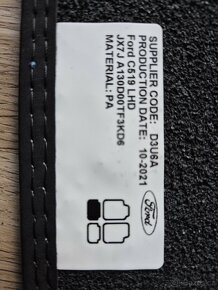 SUPPLIER CODE: D3U6A
PRODUCTION DATE: 10-2021
Ford C519 LHD
JX7J A130D00TF3KD6
MATERIAL: PA
Ford